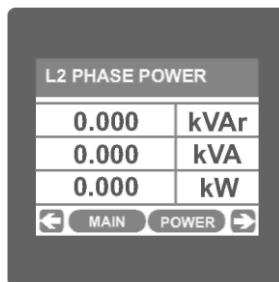 L2 PHASE POWER
0.000 kVAr
0.000 kVA
0.000 kW
MAIN POWER